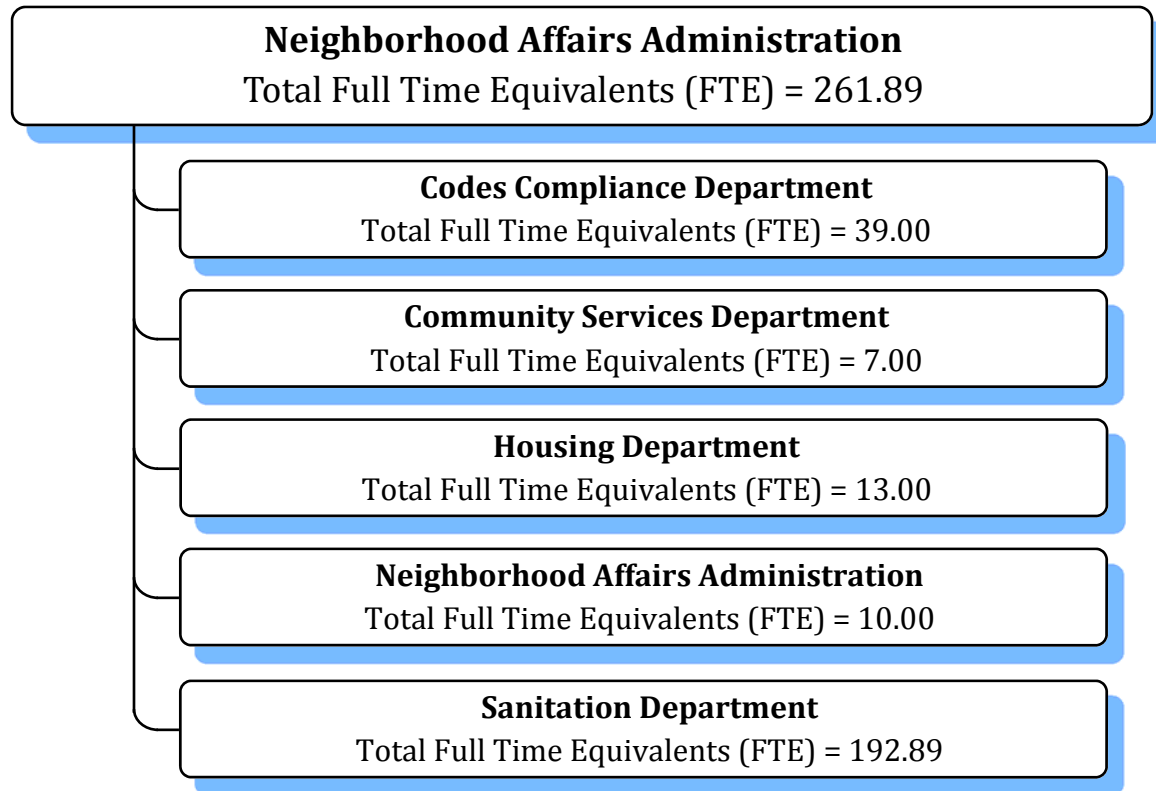 Neighborhood Affairs Administration
Total Full Time Equivalents (FTE) = 261.89
Codes Compliance Department
Total Full Time Equivalents (FTE) = 39.00
Community Services Department
Total Full Time Equivalents (FTE) = 7.00
Housing Department
Total Full Time Equivalents (FTE) = 13.00
Neighborhood Affairs Administration
Total Full Time Equivalents (FTE) = 10.00
Sanitation Department
Total Full Time Equivalents (FTE) = 192.89